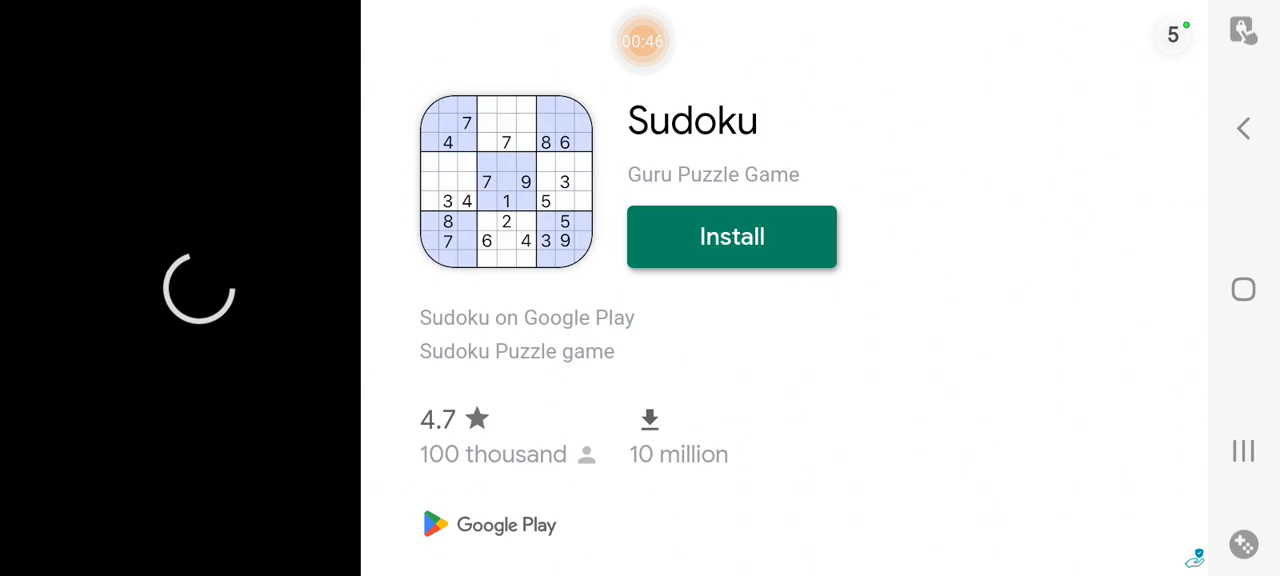 00:46
5
Sudoku
Guru Puzzle Game
Install
7
4 7 8 6
7 9 3
3 4 1 5
8 2 5
7 6 4 3 9
Sudoku on Google Play
Sudoku Puzzle game
4.7
100 thousand
10 million
Google Play